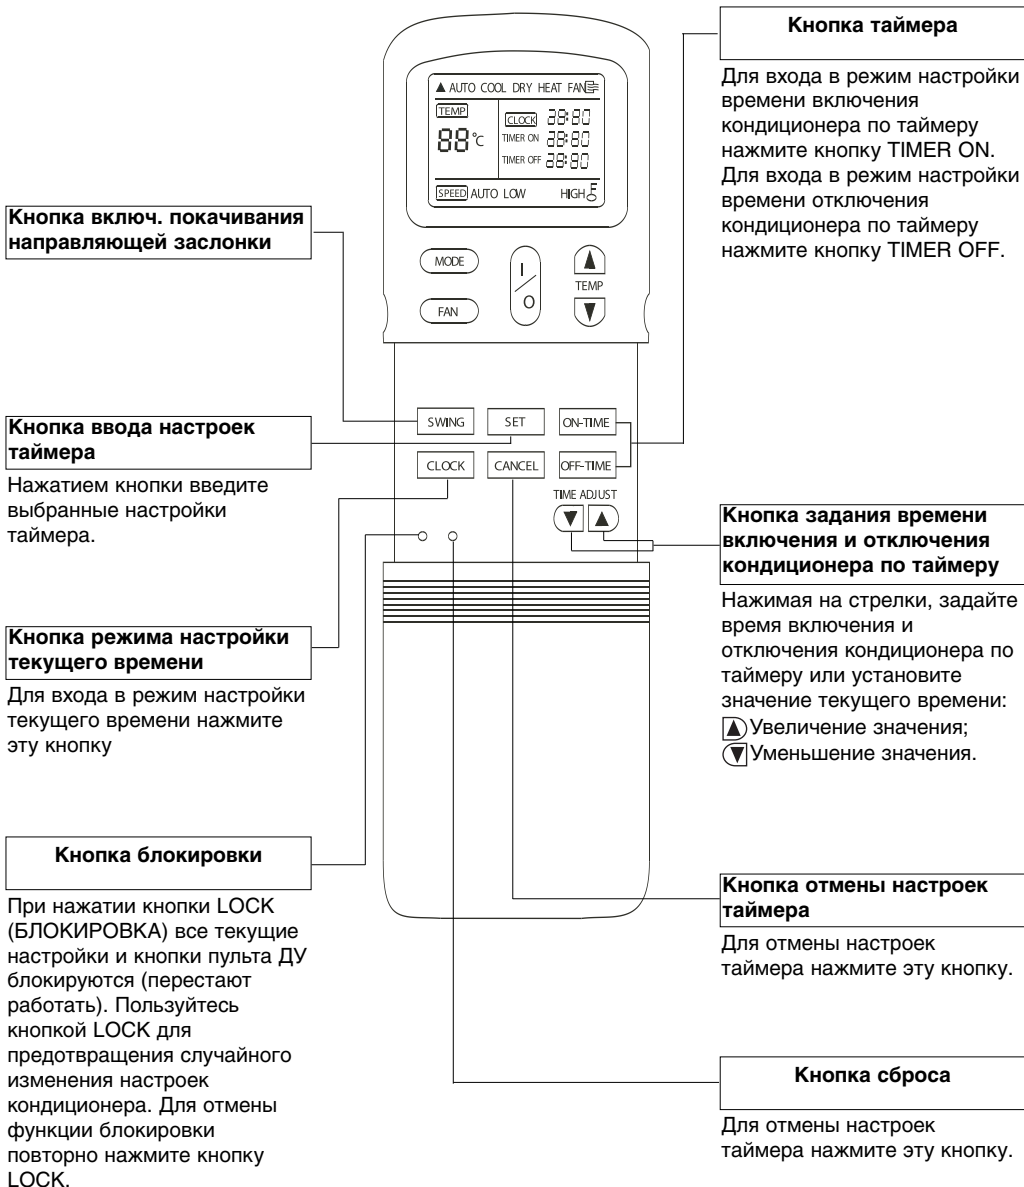 Кнопка таймера
Для входа в режим настройки
времени включения
кондиционера по таймеру
нажмите кнопку TIMER ON.
Для входа в режим настройки
времени отключения
кондиционера по таймеру
нажмите кнопку TIMER OFF.
▲ AUTO COOL DRY HEAT FAN
TEMP
88°C
CLOCK 28:80
TIMER ON 28:80
TIMER OFF 28:80
SPEED AUTO LOW HIGH
Кнопка включ. покачивания
направляющей заслонки
MODE
FAN
I/O
▲
TEMP
▼
SWING SET ON-TIME
CLOCK CANCEL OFF-TIME
TIME ADJUST
▼ ▲
Кнопка ввода настроек
таймера
Нажатием кнопки введите
выбранные настройки
таймера.
Кнопка задания времени
включения и отключения
кондиционера по таймеру
Нажимая на стрелки, задайте
время включения и
отключения кондиционера по
таймеру или установите
значение текущего времени:
▲ Увеличение значения;
▼ Уменьшение значения.
Кнопка режима настройки
текущего времени
Для входа в режим настройки
текущего времени нажмите
эту кнопку
Кнопка блокировки
При нажатии кнопки LOCK
(БЛОКИРОВКА) все текущие
настройки и кнопки пульта ДУ
блокируются (перестают
работать). Пользуйтесь
кнопкой LOCK для
предотвращения случайного
изменения настроек
кондиционера. Для отмены
функции блокировки
повторно нажмите кнопку
LOCK.
Кнопка отмены настроек
таймера
Для отмены настроек
таймера нажмите эту кнопку.
Кнопка сброса
Для отмены настроек
таймера нажмите эту кнопку.